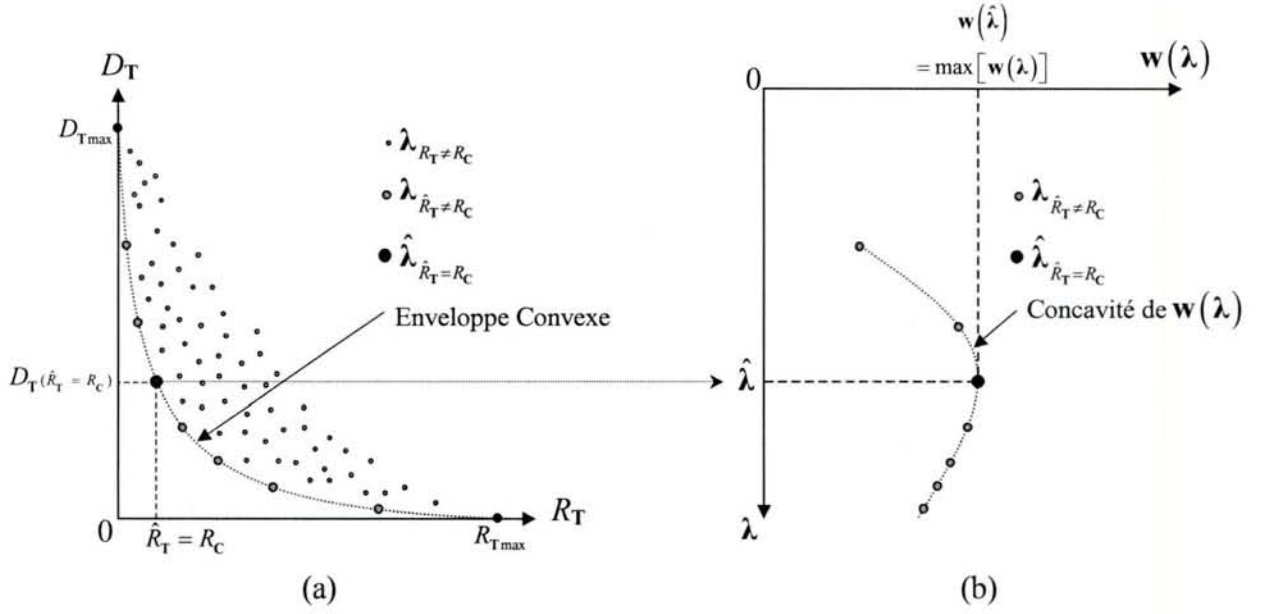 D_T
D_Tmax
λ_{R_T≠R_C}
λ_{R̂_T≠R_C}
λ̂_{R̂_T=R_C}
Enveloppe Convexe
D_T(R̂_T = R_C)
0
R̂_T = R_C
R_Tmax
R_T
(a)
w(λ̂)
= max[w(λ)]
w(λ)
0
λ_{R̂_T≠R_C}
λ̂_{R̂_T=R_C}
Concavité de w(λ)
λ̂
λ
(b)